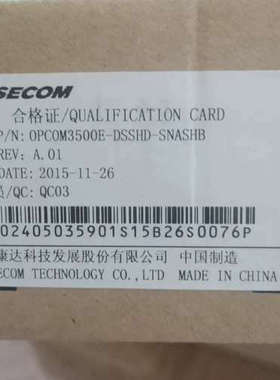 SECOM
合格证/QUALIFICATION CARD
P/N: OPCOM3500E-DSSHD-SNASHB
REV: A.01
DATE: 2015-11-26
员/QC: QC03
02405035901S15B26S0076P
康达科技发展股份有限公司 中国制造
SECOM TECHNOLOGY CO.,LTD MADE IN CHINA